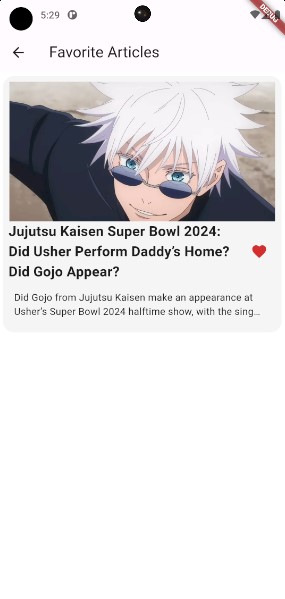 5:29
DEBUG
Favorite Articles
Jujutsu Kaisen Super Bowl 2024:
Did Usher Perform Daddy’s Home?
Did Gojo Appear?
Did Gojo from Jujutsu Kaisen make an appearance at
Usher’s Super Bowl 2024 halftime show, with the sing…